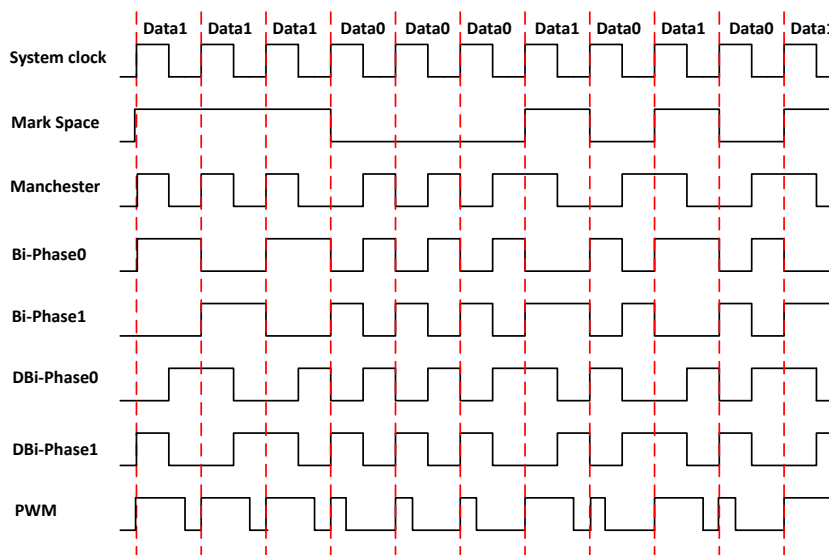 Data1 Data1 Data1 Data0 Data0 Data0 Data1 Data0 Data1 Data0 Data1
System clock
Mark Space
Manchester
Bi-Phase0
Bi-Phase1
DBi-Phase0
DBi-Phase1
PWM